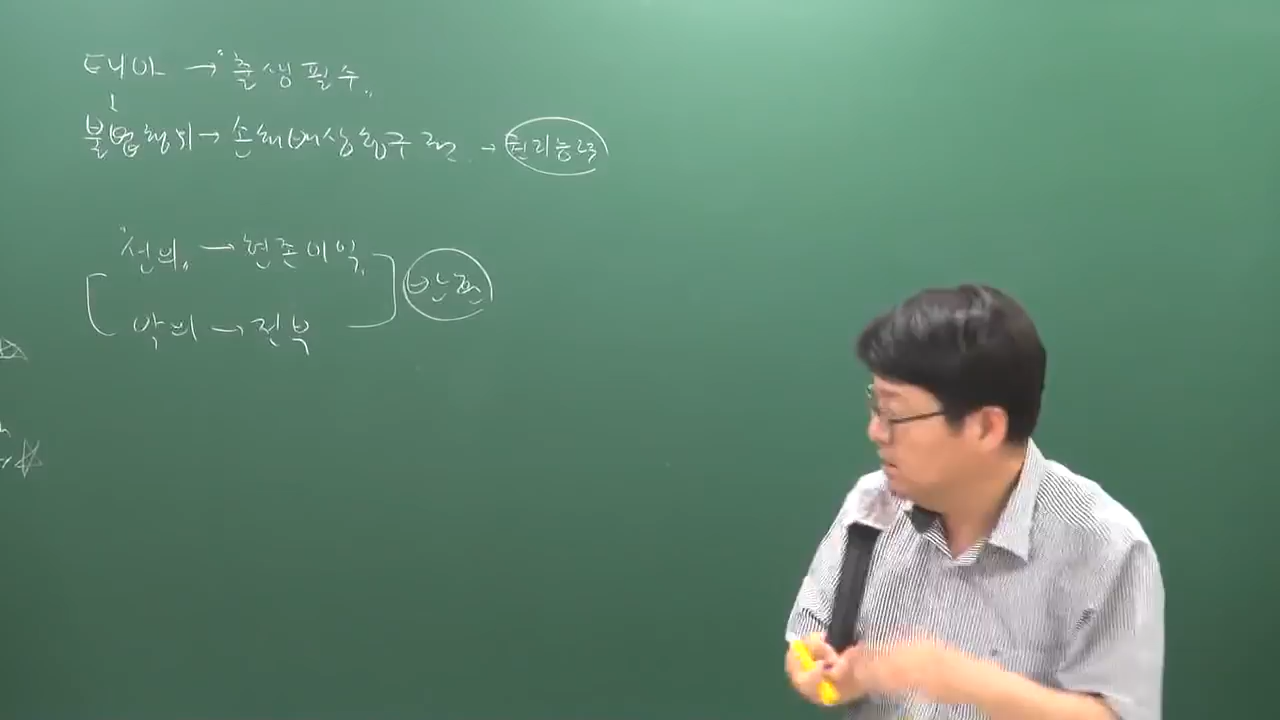 태아 → "출생필수„
불법행위 → 손해배상청구권 → 권리능력
"선의„ → 현존이익
반환
악의 → 전부